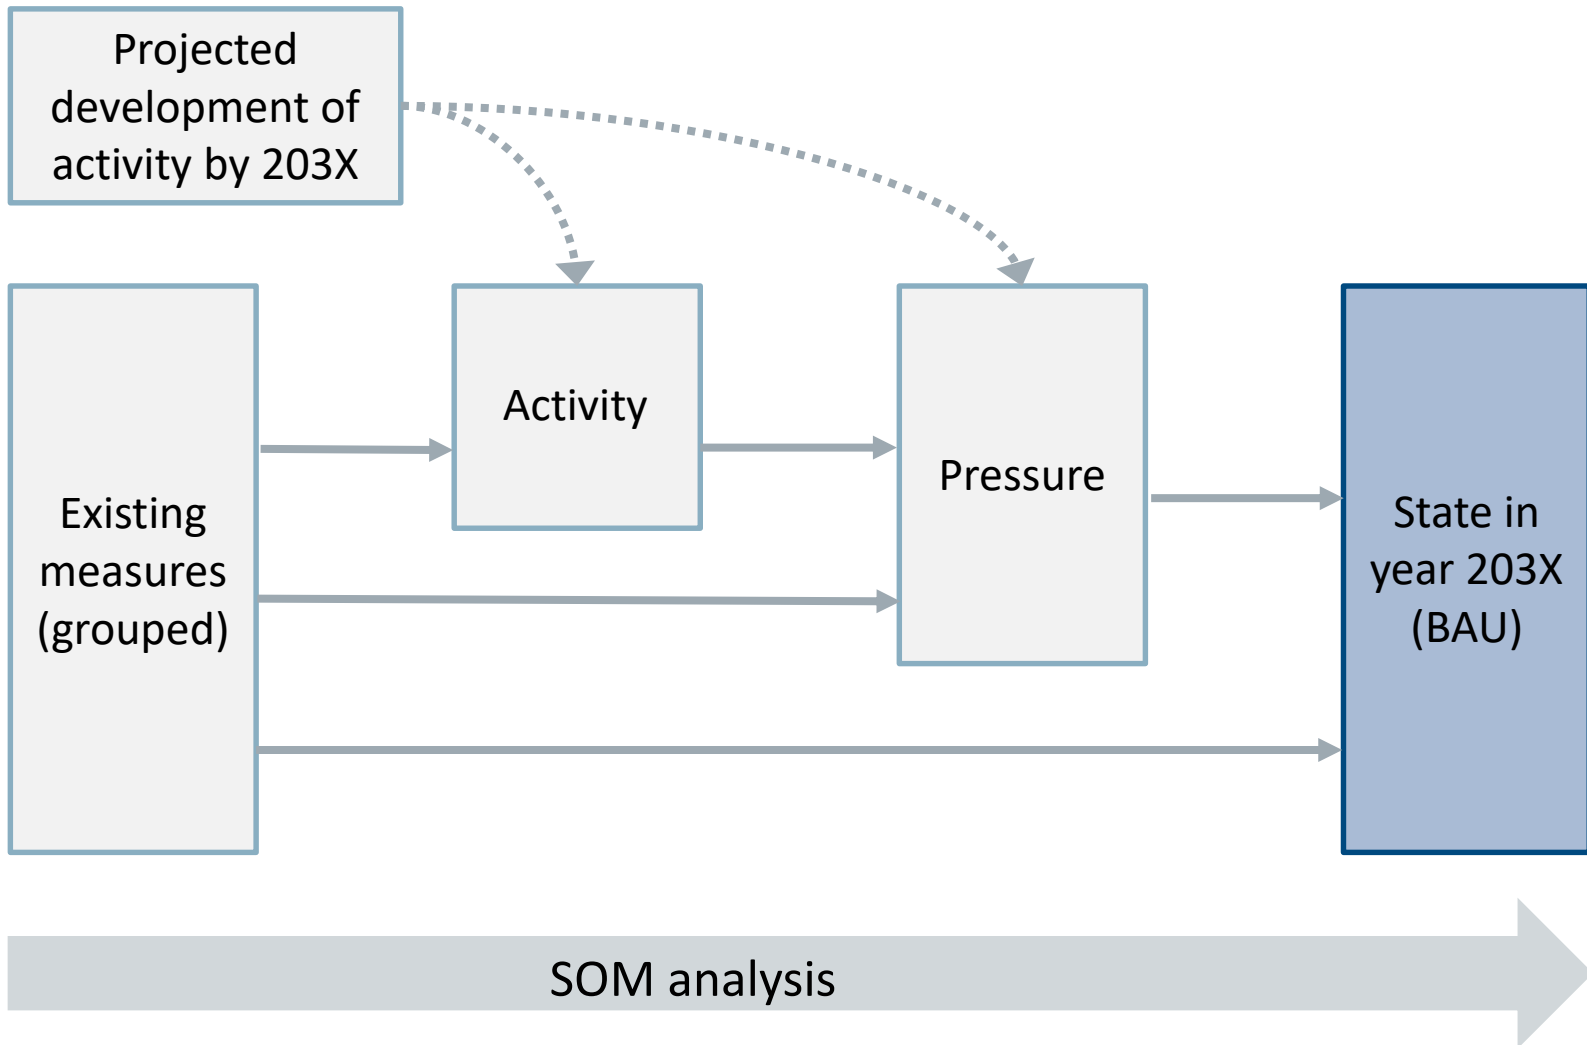 Projected
development of
activity by 203X
Activity
Pressure
Existing
measures
(grouped)
State in
year 203X
(BAU)
SOM analysis